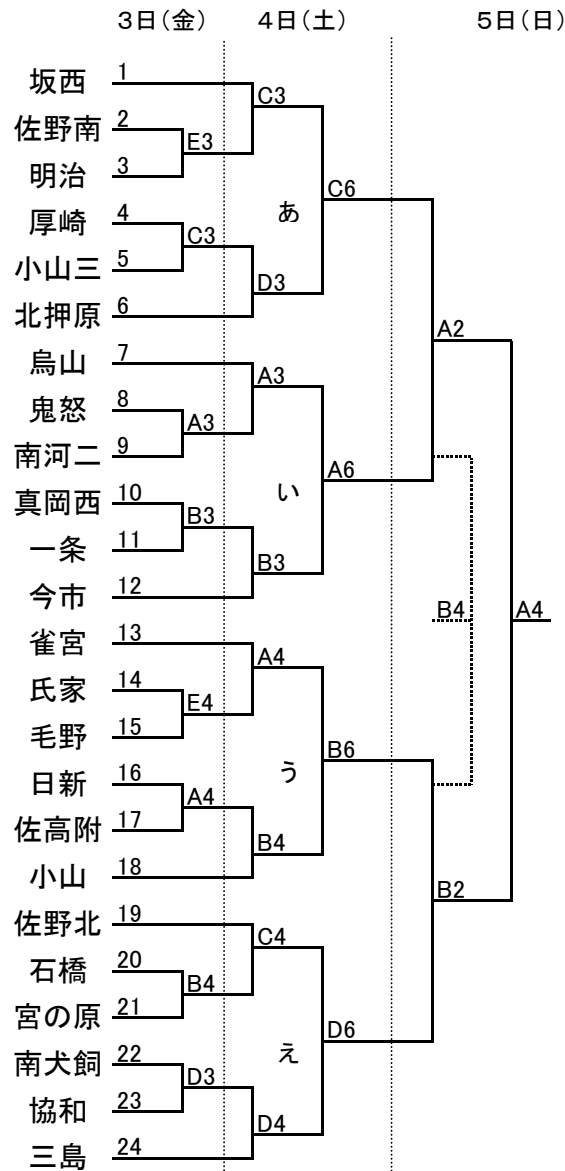 ３日（金） ４日（土） ５日（日）
坂西 1
C3
佐野南 2
E3
明治 3
C6
厚崎 4
あ
C3
小山三 5
D3
北押原 6
A2
烏山 7
A3
鬼怒 8
A3
南河二 9
A6
真岡西 10
い
B3
一条 11
B3
今市 12
B4 A4
雀宮 13
A4
氏家 14
E4
毛野 15
B6
日新 16
う
A4
佐高附 17
B4
小山 18
B2
佐野北 19
C4
石橋 20
B4
宮の原 21
D6
南犬飼 22
え
D3
協和 23
D4
三島 24